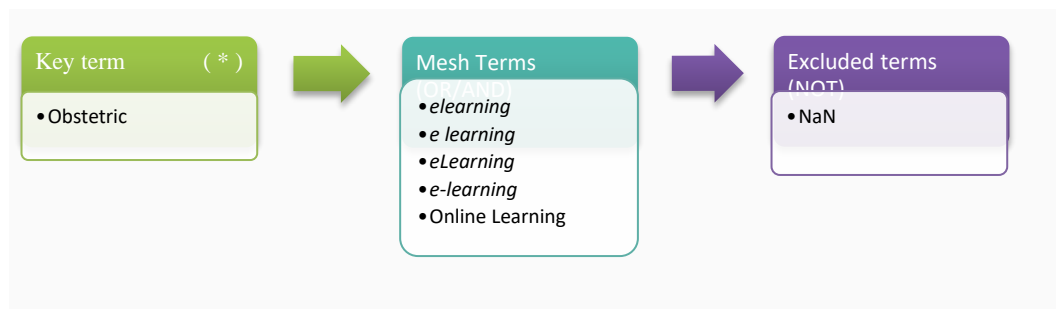 Key term ( * )
•Obstetric
Mesh Terms
(OR/AND)
•elearning
•e learning
•eLearning
•e-learning
•Online Learning
Excluded terms
(NOT)
•NaN